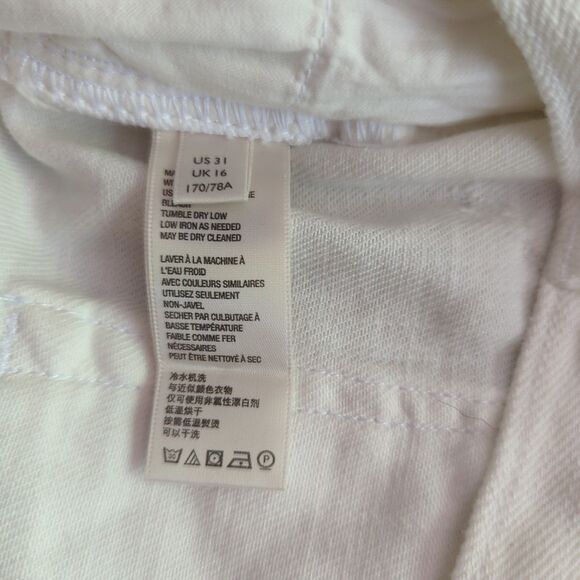 US 31
UK 16
170/78A
BLEACH
TUMBLE DRY LOW
LOW IRON AS NEEDED
MAY BE DRY CLEANED
LAVER À LA MACHINE À
L'EAU FROID
AVEC COULEURS SIMILAIRES
UTILISEZ SEULEMENT
NON-JAVEL
SECHER PAR CULBUTAGE À
BASSE TEMPÉRATURE
FAIBLE COMME FER
NÉCESSAIRES
PEUT ÊTRE NETTOYÉ À SEC
冷水机洗
与近似颜色衣物
仅可使用非氯性漂白剂
低温烘干
按需低温熨烫
可以干洗
30
P